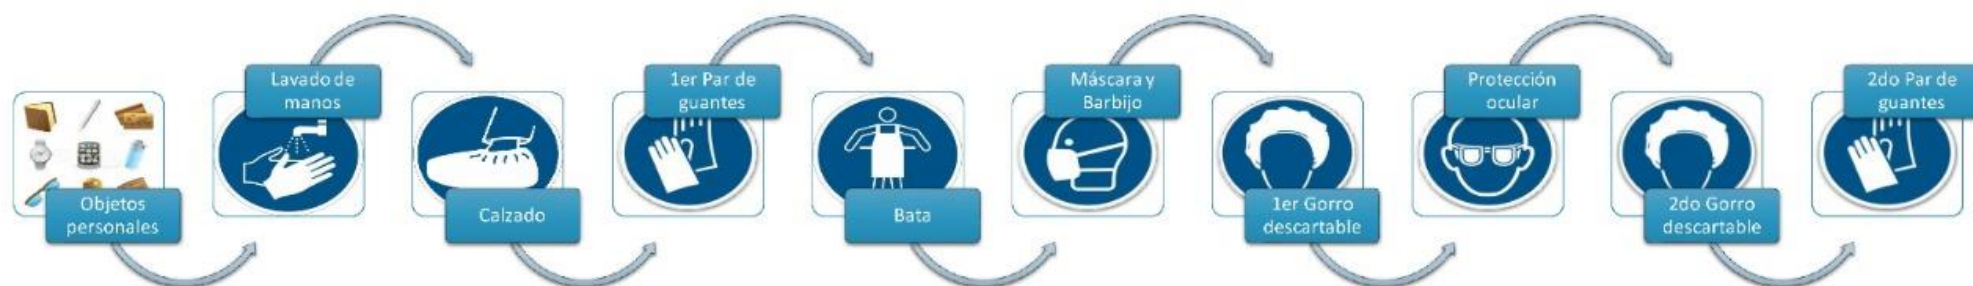 Objetos
personales
Lavado de
manos
Calzado
1er Par de
guantes
Bata
Máscara y
Barbijo
1er Gorro
descartable
Protección
ocular
2do Gorro
descartable
2do Par de
guantes